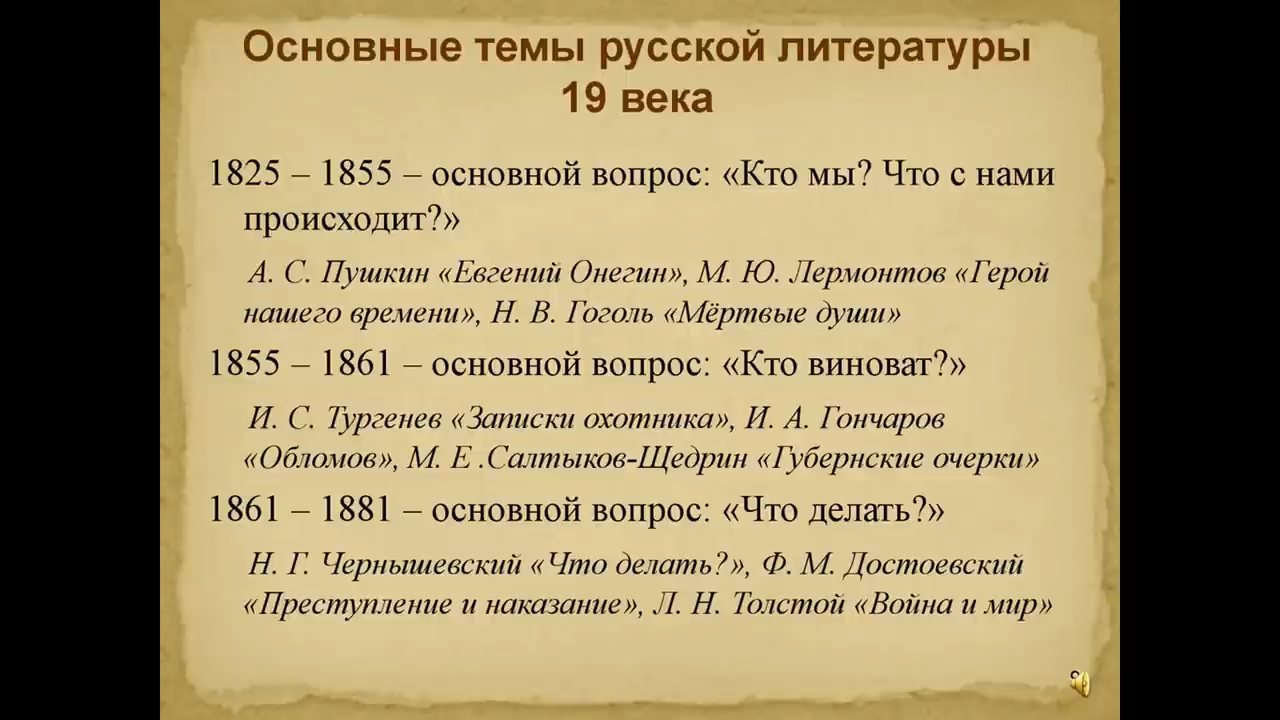 Основные темы русской литературы
19 века
1825 – 1855 – основной вопрос: «Кто мы? Что с нами
происходит?»
А. С. Пушкин «Евгений Онегин», М. Ю. Лермонтов «Герой
нашего времени», Н. В. Гоголь «Мёртвые души»
1855 – 1861 – основной вопрос: «Кто виноват?»
И. С. Тургенев «Записки охотника», И. А. Гончаров
«Обломов», М. Е .Салтыков-Щедрин «Губернские очерки»
1861 – 1881 – основной вопрос: «Что делать?»
Н. Г. Чернышевский «Что делать?», Ф. М. Достоевский
«Преступление и наказание», Л. Н. Толстой «Война и мир»